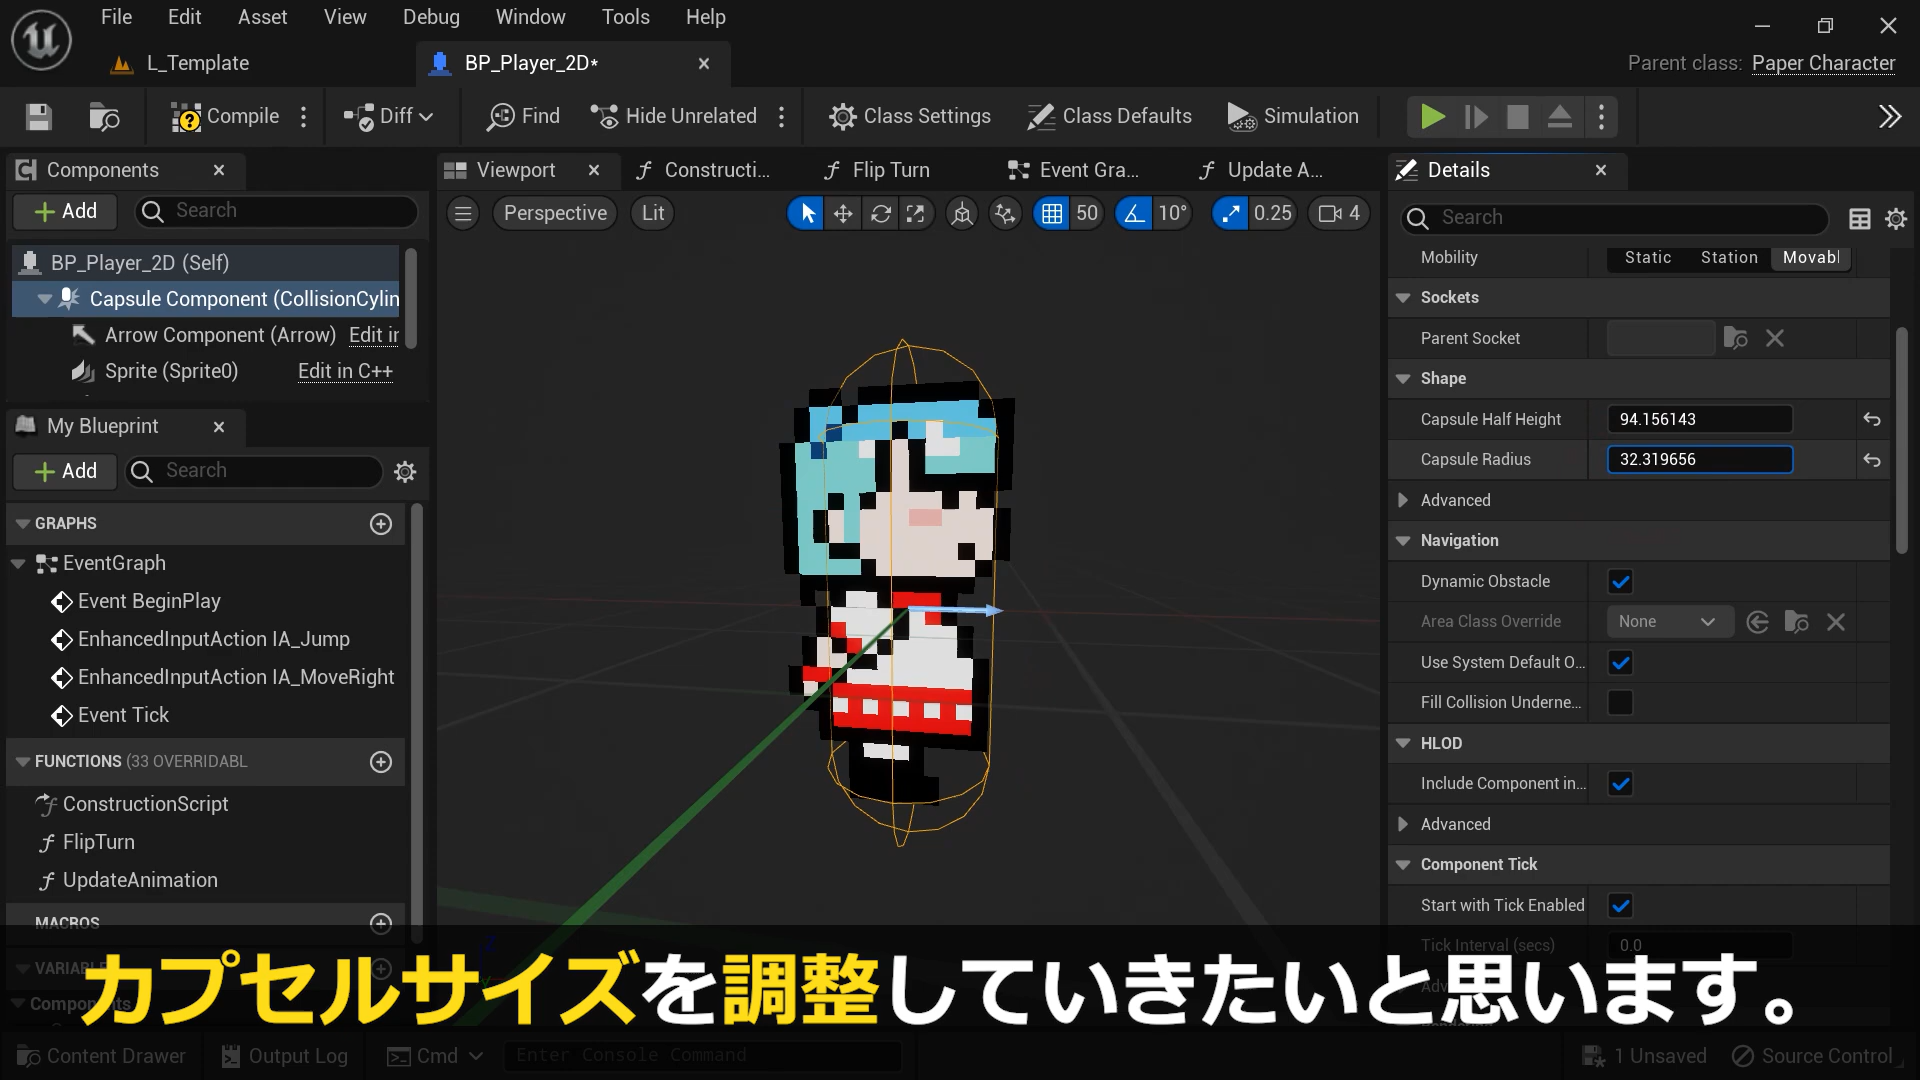 File Edit Asset View Debug Window Tools Help
L_Template
BP_Player_2D*
Parent class: Paper Character
Compile
Diff
Find
Hide Unrelated
Class Settings
Class Defaults
Simulation
Components
Add
Search
BP_Player_2D (Self)
Capsule Component (CollisionCylin
Arrow Component (Arrow) Edit ir
Sprite (Sprite0) Edit in C++
My Blueprint
Add
Search
GRAPHS
EventGraph
Event BeginPlay
EnhancedInputAction IA_Jump
EnhancedInputAction IA_MoveRight
Event Tick
FUNCTIONS (33 OVERRIDABL
ConstructionScript
FlipTurn
UpdateAnimation
MACROS
Viewport
Constructi...
Flip Turn
Event Gra...
Update A...
Perspective
Lit
50
10°
0.25
4
Details
Search
Mobility Static Station Movabl
Sockets
Parent Socket
Shape
Capsule Half Height 94.156143
Capsule Radius 32.319656
Advanced
Navigation
Dynamic Obstacle
Area Class Override None
Use System Default O...
Fill Collision Underne...
HLOD
Include Component in...
Advanced
Component Tick
Start with Tick Enabled
Tick Interval (secs) 0.0
カプセルサイズを調整していきたいと思います。
Content Drawer
Output Log
Cmd
Enter Console Command
1 Unsaved
Source Control